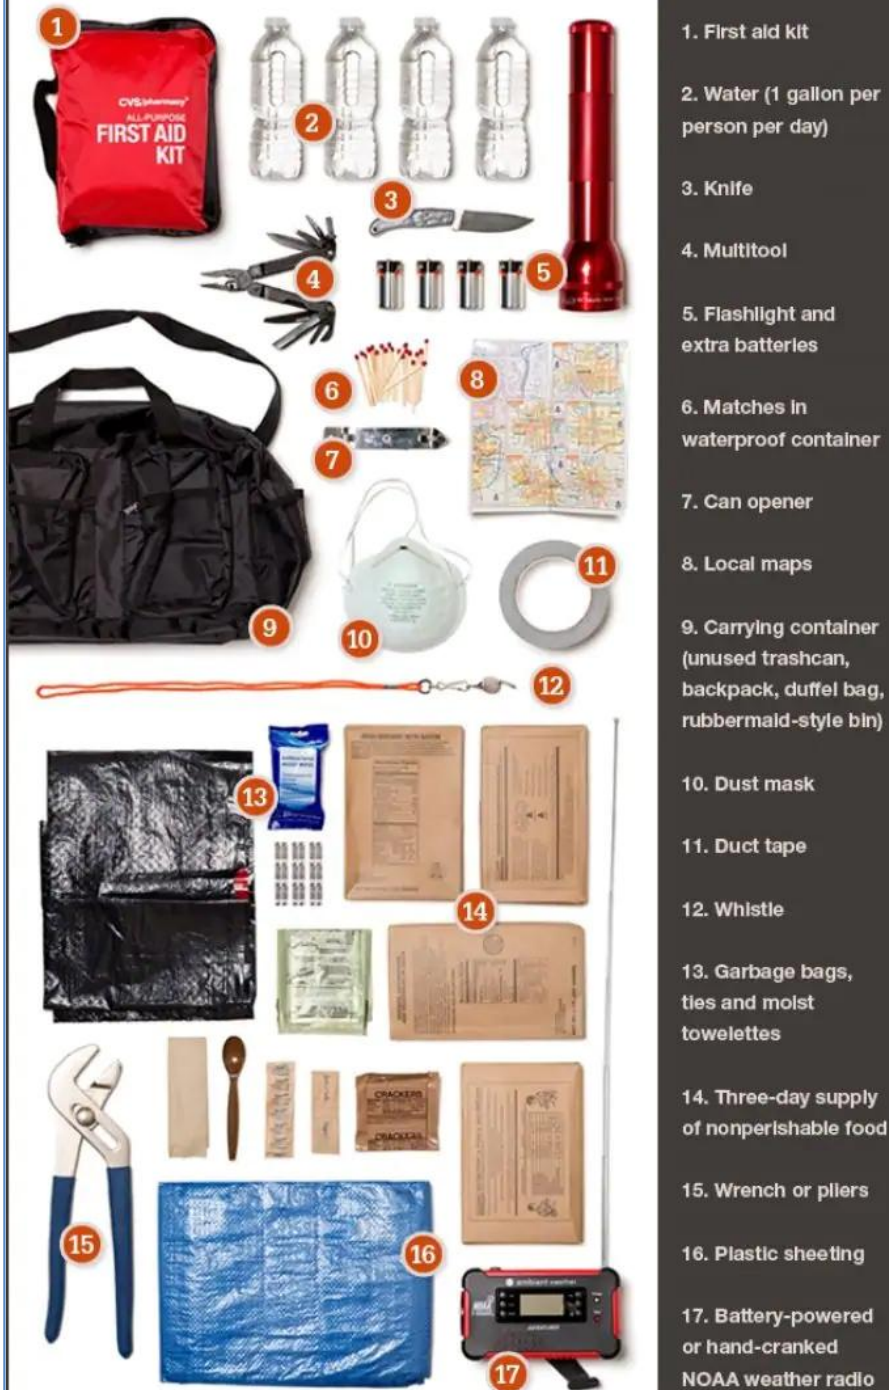 1
CVS/pharmacy
ALL-PURPOSE
FIRST AID
KIT
2
3
4
5
6
7
8
9
10
11
12
13
14
CRACKERS
CRACKERS
15
16
ambient weather
NOAA
17
1. First aid kit
2. Water (1 gallon per
person per day)
3. Knife
4. Multitool
5. Flashlight and
extra batteries
6. Matches in
waterproof container
7. Can opener
8. Local maps
9. Carrying container
(unused trashcan,
backpack, duffel bag,
rubbermaid-style bin)
10. Dust mask
11. Duct tape
12. Whistle
13. Garbage bags,
ties and moist
towelettes
14. Three-day supply
of nonperishable food
15. Wrench or pliers
16. Plastic sheeting
17. Battery-powered
or hand-cranked
NOAA weather radio